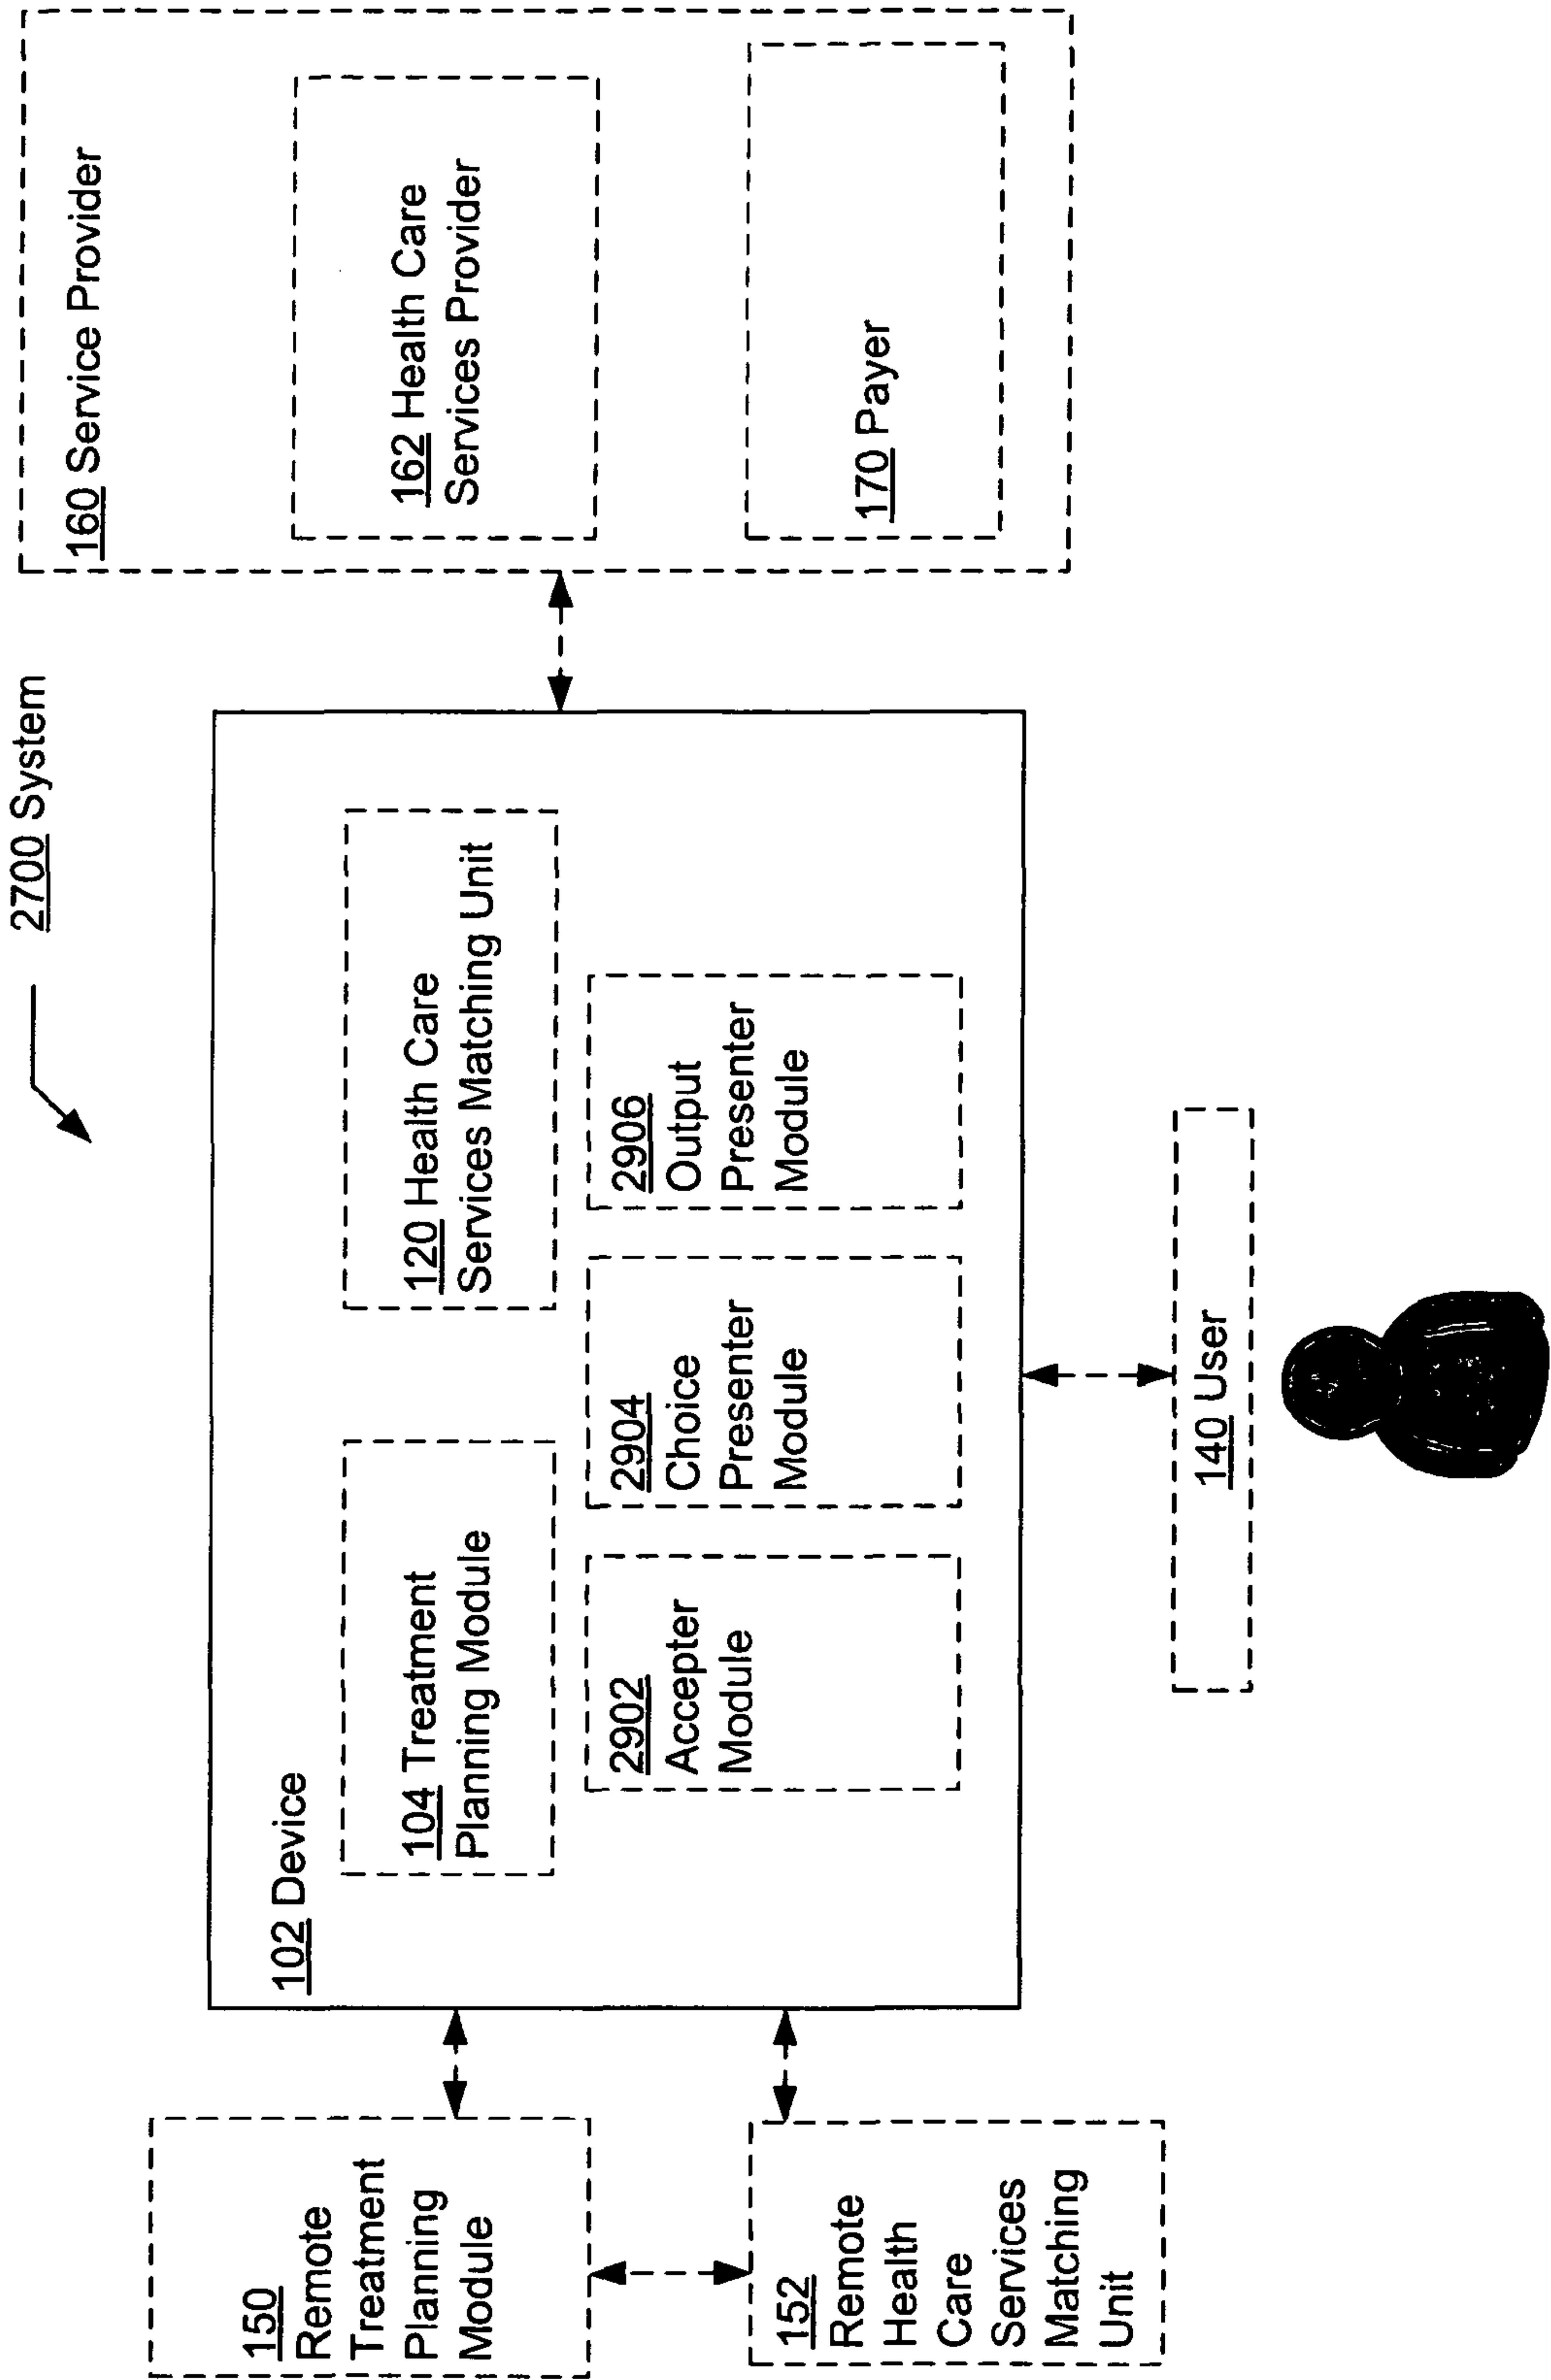 2700 System
150
Remote
Treatment
Planning
Module
152
Remote
Health
Care
Services
Matching
Unit
102 Device
104 Treatment
Planning Module
120 Health Care
Services Matching Unit
2902
Accepter
Module
2904
Choice
Presenter
Module
2906
Output
Presenter
Module
140 User
160 Service Provider
162 Health Care
Services Provider
170 Payer